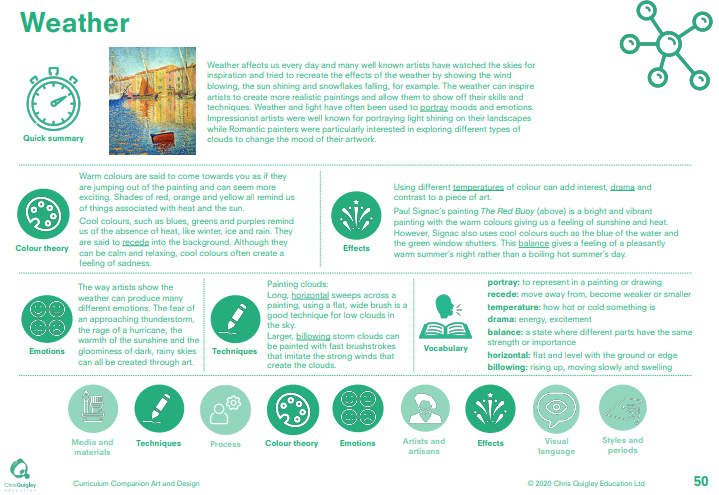 Weather
Weather affects us every day and many well known artists have watched the skies for
inspiration and tried to recreate the effects of the weather by showing the wind
blowing, the sun shining and snowflakes falling, for example. The weather can inspire
artists to create more realistic paintings and allow them to show off their skills and
techniques. Weather and light have often been used to portray moods and emotions.
Impressionist artists were well known for portraying light shining on their landscapes
while Romantic painters were particularly interested in exploring different types of
clouds to change the mood of their artwork.
Quick summary
Warm colours are said to come towards you as if they
are jumping out of the painting and can seem more
exciting. Shades of red, orange and yellow all remind us
of things associated with heat and the sun.
Cool colours, such as blues, greens and purples remind
us of the absence of heat, like winter, ice and rain. They
are said to recede into the background. Although they
can be calm and relaxing, cool colours often create a
feeling of sadness.
Colour theory
Using different temperatures of colour can add interest, drama and
contrast to a piece of art.
Paul Signac's painting The Red Buoy (above) is a bright and vibrant
painting with the warm colours giving us a feeling of sunshine and heat.
However, Signac also uses cool colours such as the blue of the water and
the green window shutters. This balance gives a feeling of a pleasantly
warm summer's night rather than a boiling hot summer's day.
Effects
The way artists show the
weather can produce many
different emotions. The fear of
an approaching thunderstorm,
the rage of a hurricane, the
warmth of the sunshine and the
gloominess of dark, rainy skies
can all be created through art.
Emotions
Painting clouds:
Long, horizontal sweeps across a
painting, using a flat, wide brush is a
good technique for low clouds in
the sky.
Larger, billowing storm clouds can
be painted with fast brushstrokes
that imitate the strong winds that
create the clouds.
Techniques
portray: to represent in a painting or drawing
recede: move away from, become weaker or smaller
temperature: how hot or cold something is
drama: energy, excitement
balance: a state where different parts have the same
strength or importance
horizontal: flat and level with the ground or edge
billowing: rising up, moving slowly and swelling
Vocabulary
Media and
materials
Techniques
Process
Colour theory
Emotions
Artists and
artisans
Effects
Visual
language
Styles and
periods
ChrisQuigley
Education
Curriculum Companion Art and Design
© 2020 Chris Quigley Education Ltd
50